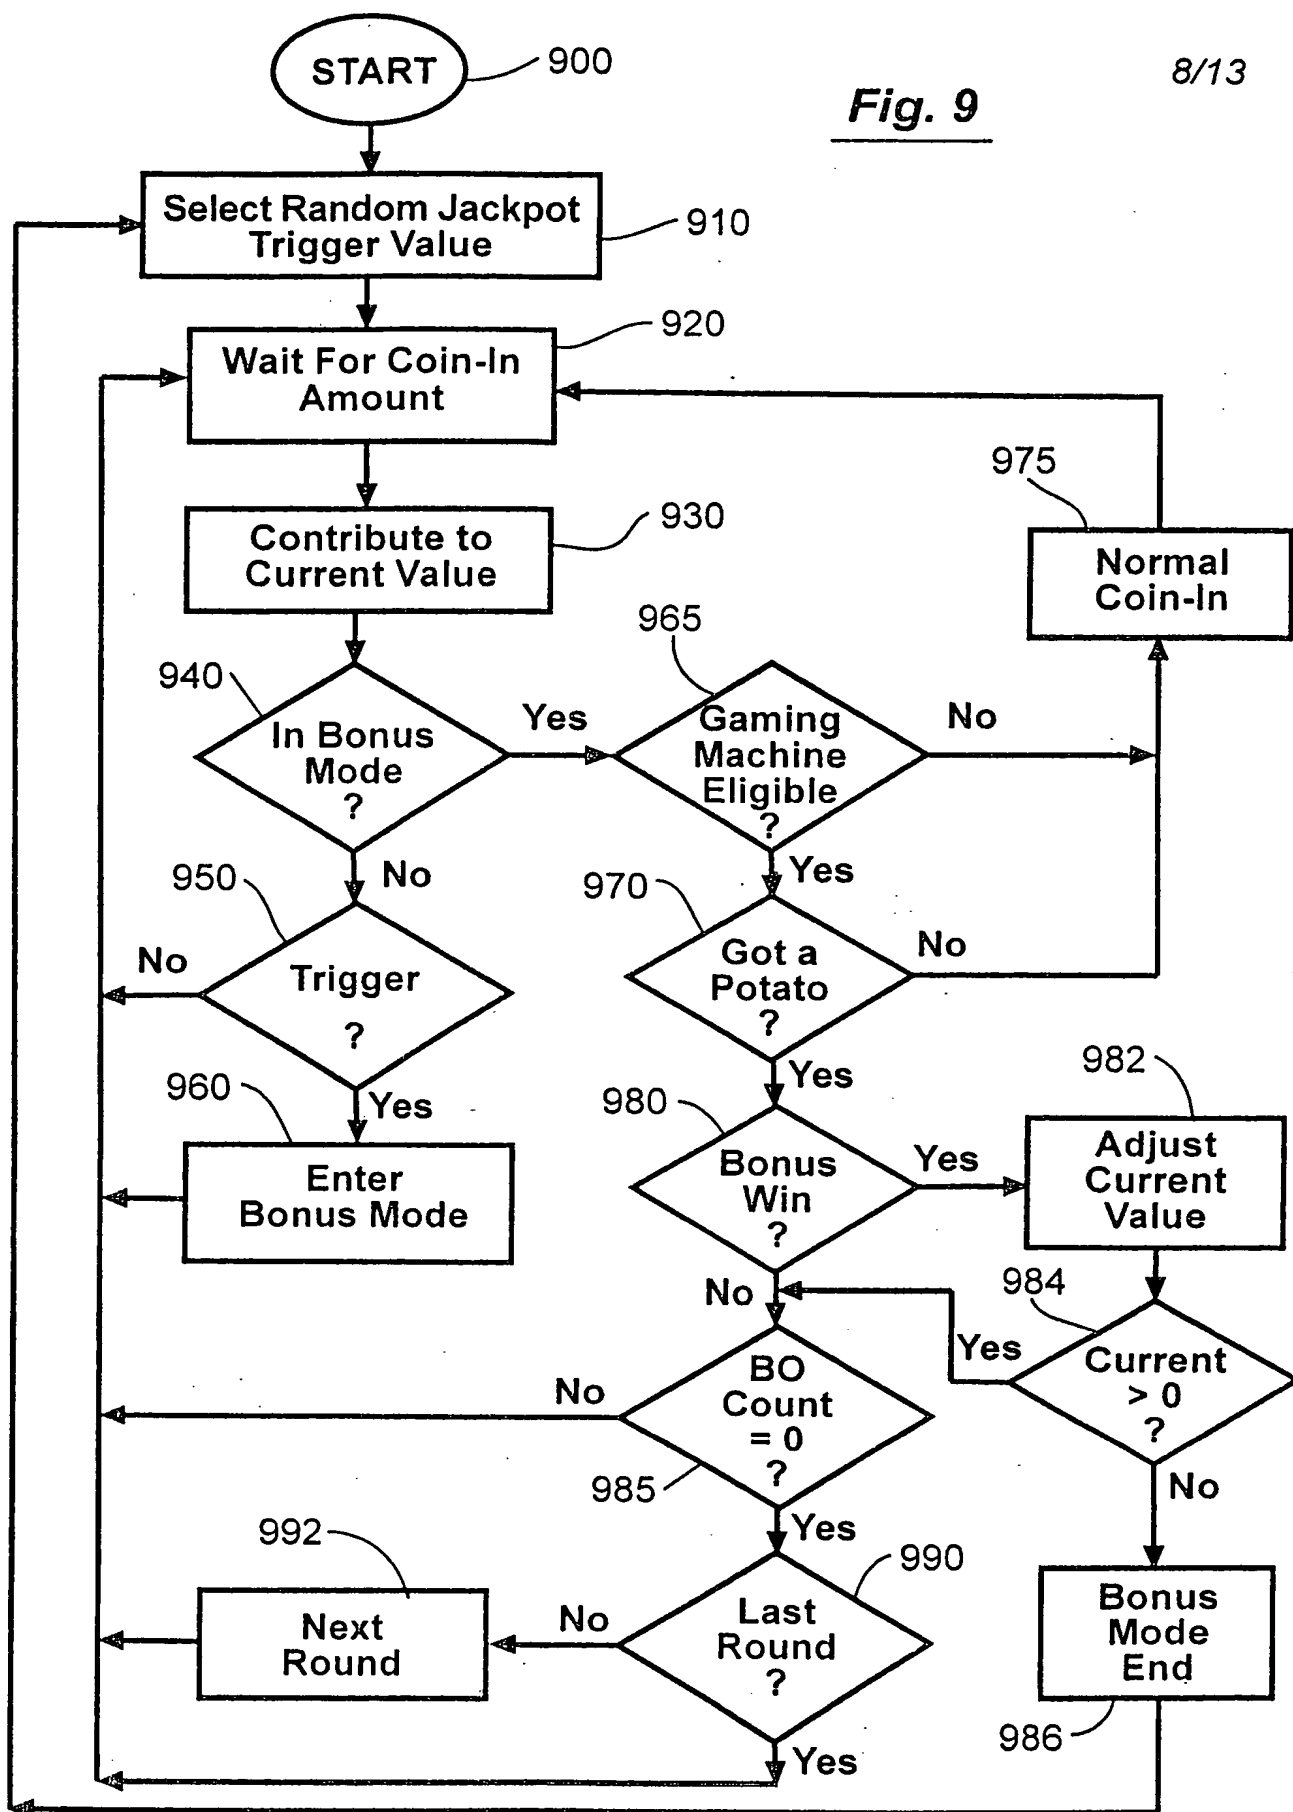 START
900
8/13
Fig. 9
Select Random Jackpot
Trigger Value
910
920
Wait For Coin-In
Amount
975
930
Contribute to
Current Value
Normal
Coin-In
965
940
In Bonus
Mode
?
Yes
Gaming
Machine
Eligible
?
No
No
Yes
950
970
No
Trigger
?
Got a
Potato
?
No
960
Yes
Yes
980
982
Enter
Bonus Mode
Bonus
Win
?
Yes
Adjust
Current
Value
No
984
Yes
Current
> 0
?
No
BO
Count
= 0
?
985
No
992
Yes
990
Next
Round
No
Last
Round
?
Bonus
Mode
End
986
Yes